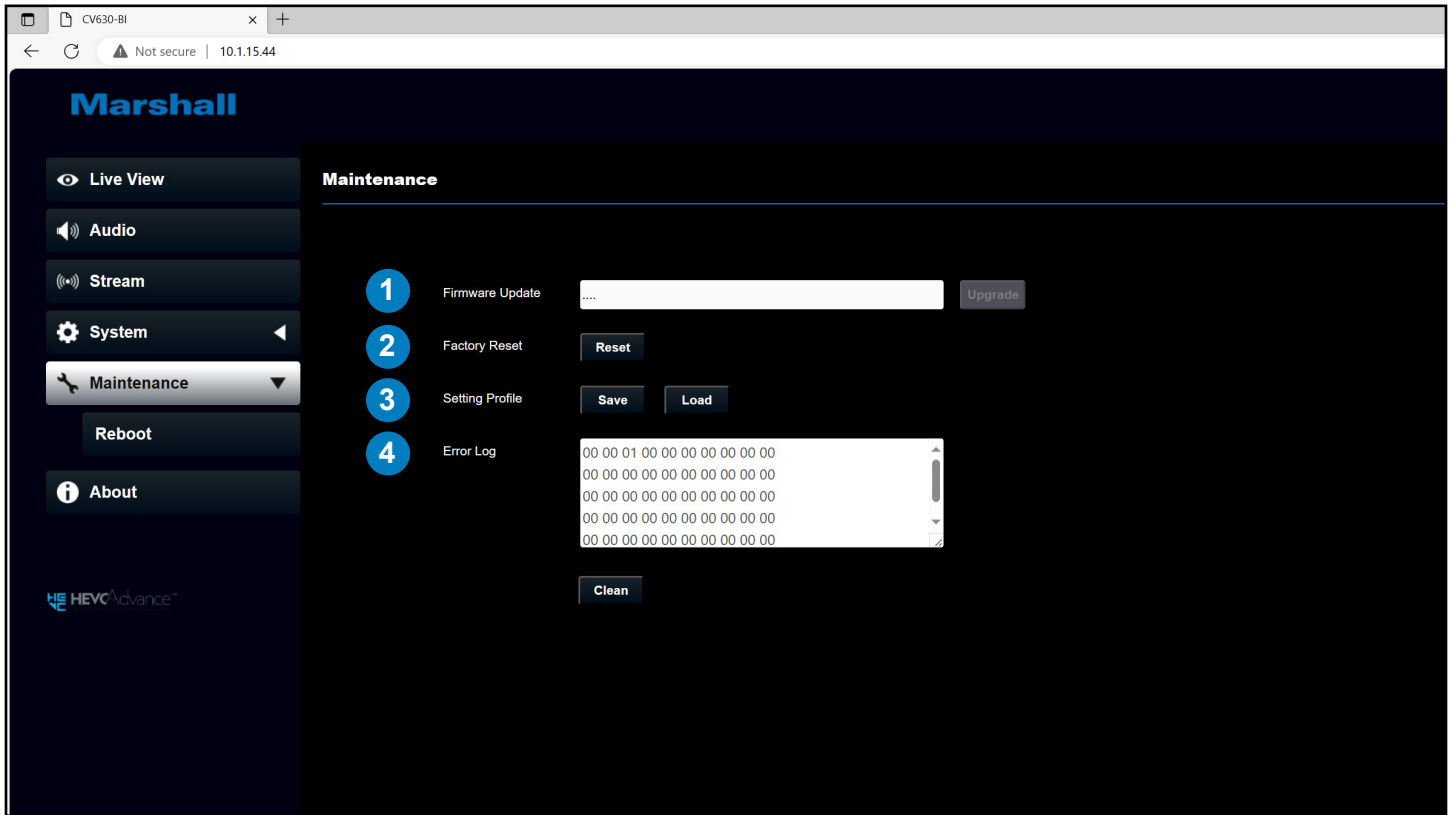 CV630-BI
Not secure | 10.1.15.44
Marshall
Live View
Audio
Stream
System
Maintenance
Reboot
About
HEVC Advance™
Maintenance
1 Firmware Update .... Upgrade
2 Factory Reset Reset
3 Setting Profile Save Load
4 Error Log
00 00 01 00 00 00 00 00 00 00
00 00 00 00 00 00 00 00 00 00
00 00 00 00 00 00 00 00 00 00
00 00 00 00 00 00 00 00 00 00
00 00 00 00 00 00 00 00 00 00
Clean